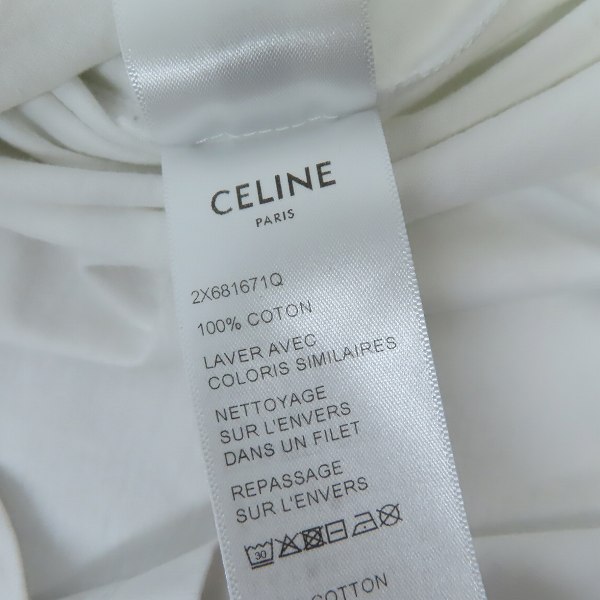 CELINE
PARIS
2X681671Q
100% COTON
LAVER AVEC
COLORIS SIMILAIRES
NETTOYAGE
SUR L'ENVERS
DANS UN FILET
REPASSAGE
SUR L'ENVERS
30
COTTON